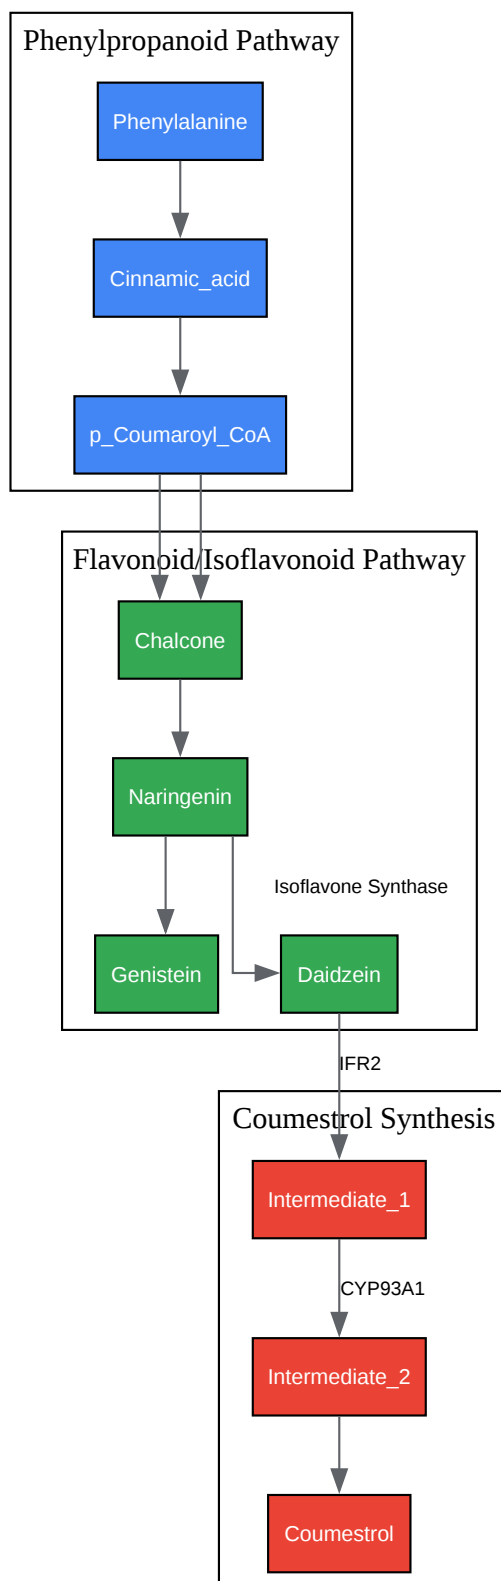 Phenylpropanoid Pathway
Phenylalanine
Cinnamic_acid
p_Coumaroyl_CoA
Flavonoid/Isoflavonoid Pathway
Chalcone
Naringenin
Isoflavone Synthase
Genistein
Daidzein
IFR2
Coumestrol Synthesis
Intermediate_1
CYP93A1
Intermediate_2
Coumestrol